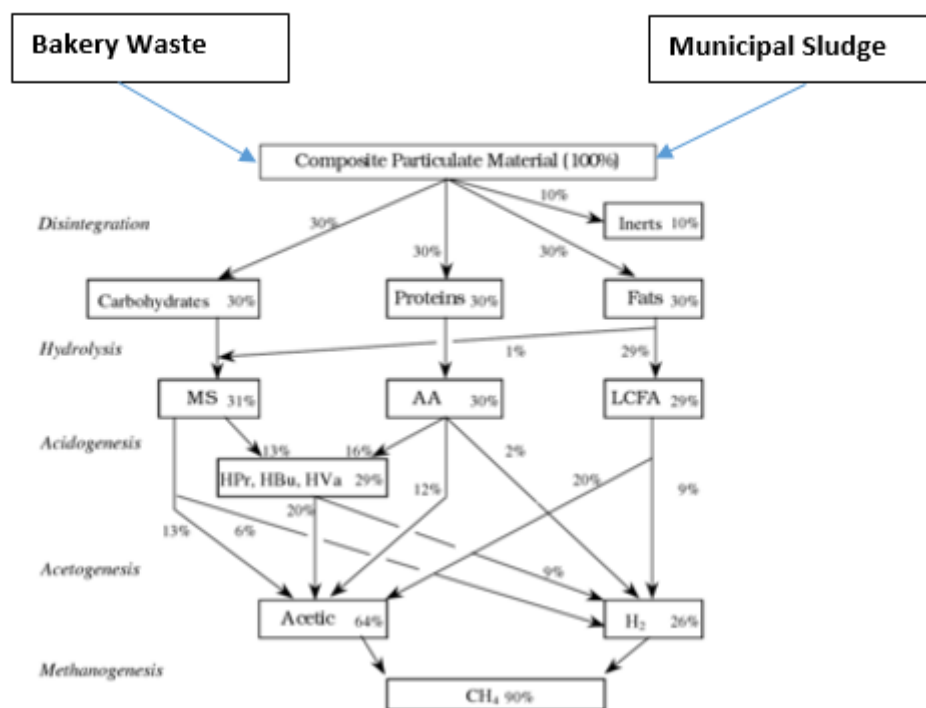 Bakery Waste
Municipal Sludge
Composite Particulate Material (100%)
Disintegration
10%
Inerts 10%
30%
30%
30%
Carbohydrates 30%
Proteins 30%
Fats 30%
Hydrolysis
1%
29%
MS 31%
AA 30%
LCFA 29%
Acidogenesis
13%
16%
2%
HPr, HBu, HVa 29%
12%
20%
9%
20%
13%
6%
Acetogenesis
9%
Acetic 64%
H₂ 26%
Methanogenesis
CH₄ 90%